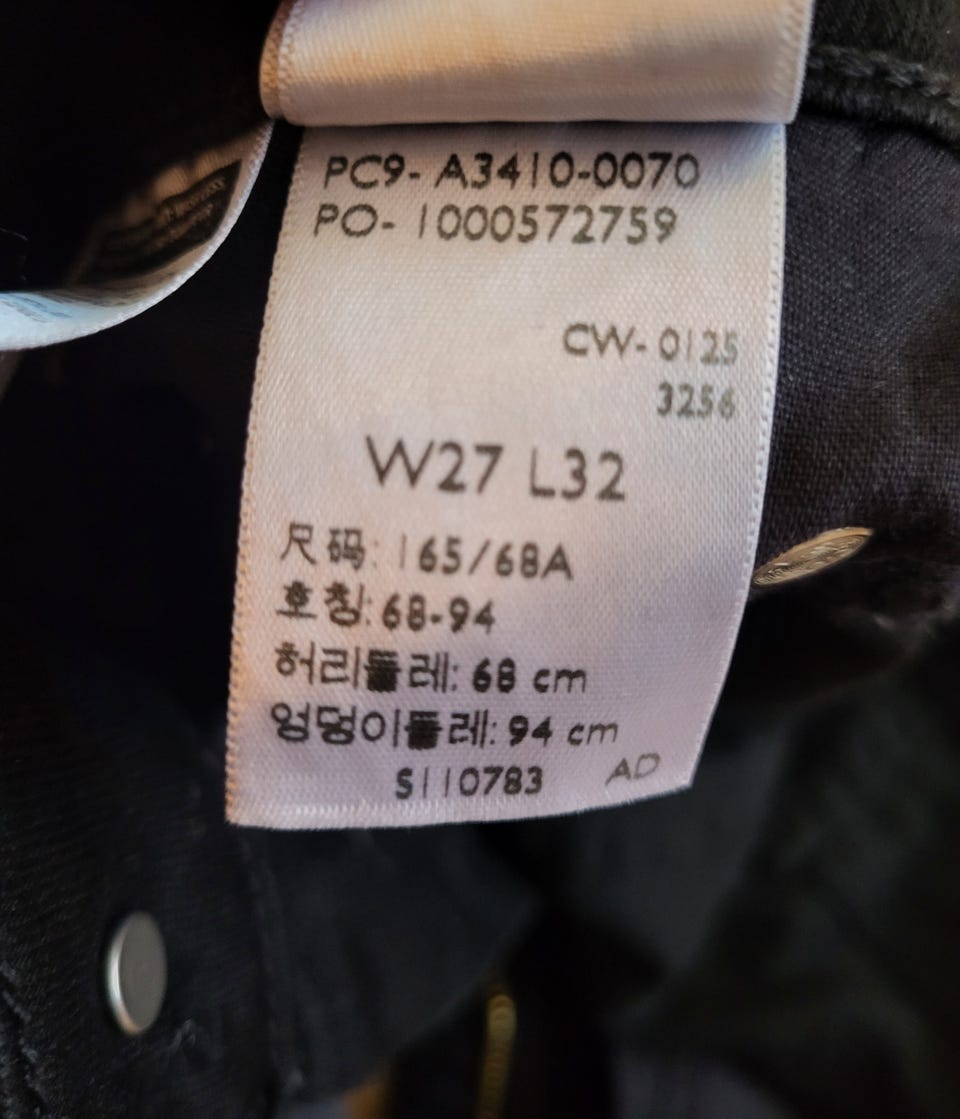 PC9- A3410-0070
PO- 1000572759
CW- 0125
3256
W27 L32
尺码: 165/68A
호칭: 68-94
허리둘레: 68 cm
엉덩이둘레: 94 cm
S110783 AD